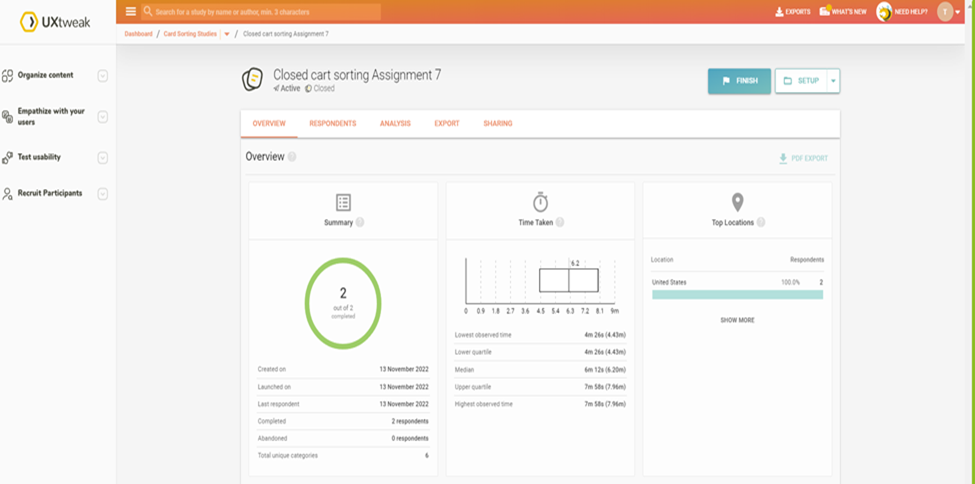 UXtweak
Search for a study by name or author, min. 3 characters
EXPORTS
WHAT'S NEW
NEED HELP?
T
Dashboard / Card Sorting Studies / Closed cart sorting Assignment 7
Organize content
Empathize with your
users
Test usability
Recruit Participants
Closed cart sorting Assignment 7
Active Closed
FINISH
SETUP
OVERVIEW RESPONDENTS ANALYSIS EXPORT SHARING
Overview ?
PDF EXPORT
Summary ?
2
out of 2
completed
Created on 13 November 2022
Launched on 13 November 2022
Last respondent 13 November 2022
Completed 2 respondents
Abandoned 0 respondents
Total unique categories 6
Time Taken ?
6.2
0 0.9 1.8 2.7 3.6 4.5 5.4 6.3 7.2 8.1 9m
Lowest observed time 4m 26s (4.43m)
Lower quartile 4m 26s (4.43m)
Median 6m 12s (6.20m)
Upper quartile 7m 58s (7.96m)
Highest observed time 7m 58s (7.96m)
Top Locations ?
Location Respondents
United States 100.0% 2
SHOW MORE